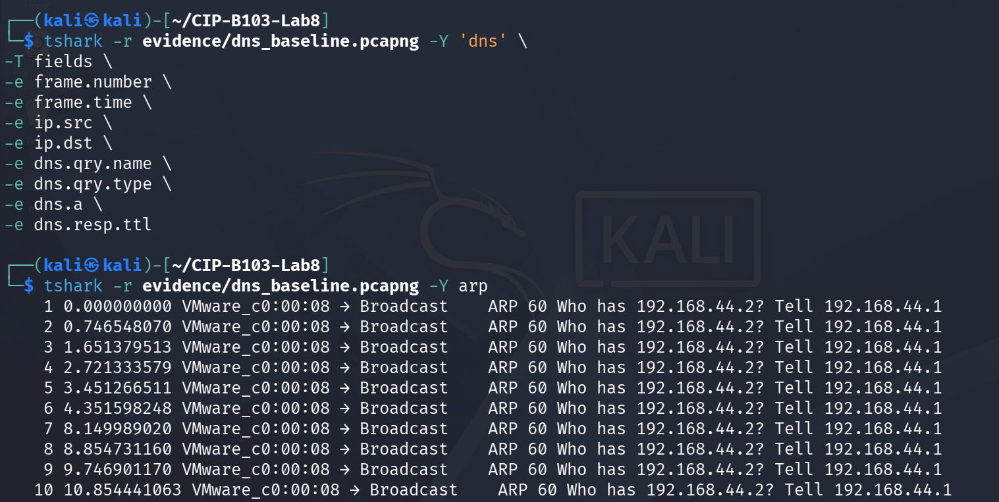 ┌──(kali㉿kali)-[~/CIP-B103-Lab8]
└─$ tshark -r evidence/dns_baseline.pcapng -Y 'dns' \
-T fields \
-e frame.number \
-e frame.time \
-e ip.src \
-e ip.dst \
-e dns.qry.name \
-e dns.qry.type \
-e dns.a \
-e dns.resp.ttl
┌──(kali㉿kali)-[~/CIP-B103-Lab8]
└─$ tshark -r evidence/dns_baseline.pcapng -Y arp
1 0.000000000 VMware_c0:00:08 → Broadcast ARP 60 Who has 192.168.44.2? Tell 192.168.44.1
2 0.746548070 VMware_c0:00:08 → Broadcast ARP 60 Who has 192.168.44.2? Tell 192.168.44.1
3 1.651379513 VMware_c0:00:08 → Broadcast ARP 60 Who has 192.168.44.2? Tell 192.168.44.1
4 2.721333579 VMware_c0:00:08 → Broadcast ARP 60 Who has 192.168.44.2? Tell 192.168.44.1
5 3.451266511 VMware_c0:00:08 → Broadcast ARP 60 Who has 192.168.44.2? Tell 192.168.44.1
6 4.351598248 VMware_c0:00:08 → Broadcast ARP 60 Who has 192.168.44.2? Tell 192.168.44.1
7 8.149989020 VMware_c0:00:08 → Broadcast ARP 60 Who has 192.168.44.2? Tell 192.168.44.1
8 8.854731160 VMware_c0:00:08 → Broadcast ARP 60 Who has 192.168.44.2? Tell 192.168.44.1
9 9.746901170 VMware_c0:00:08 → Broadcast ARP 60 Who has 192.168.44.2? Tell 192.168.44.1
10 10.854441063 VMware_c0:00:08 → Broadcast ARP 60 Who has 192.168.44.2? Tell 192.168.44.1
KALI